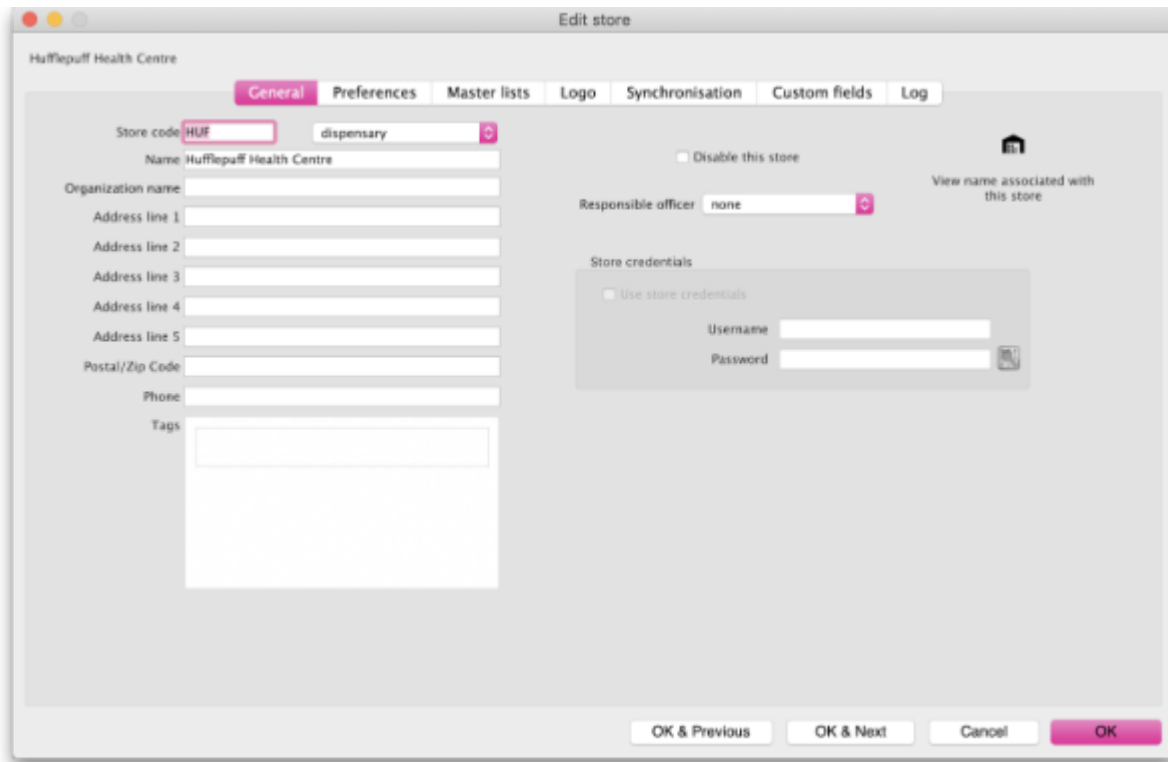 Edit store
Hufflepuff Health Centre
General Preferences Master lists Logo Synchronisation Custom fields Log
Store code HUF dispensary
Name Hufflepuff Health Centre
Organization name
Address line 1
Address line 2
Address line 3
Address line 4
Address line 5
Postal/Zip Code
Phone
Tags
Disable this store
Responsible officer none
View name associated with
this store
Store credentials
Use store credentials
Username
Password
OK & Previous OK & Next Cancel OK